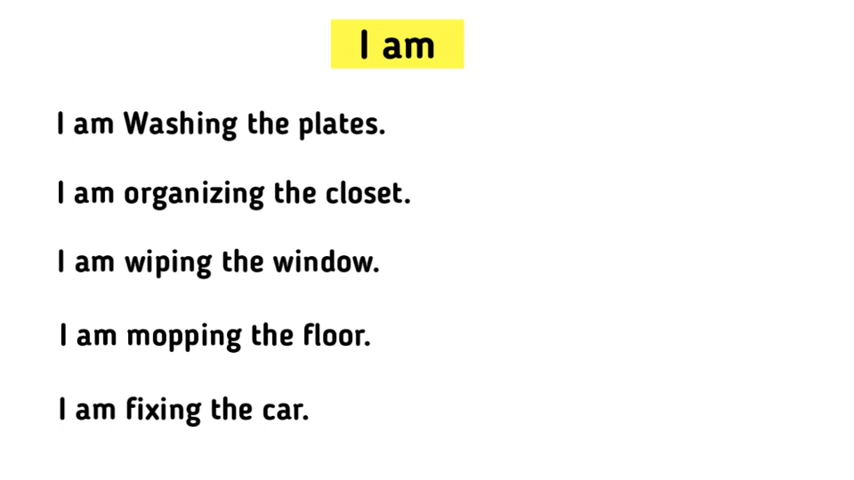 I am
I am Washing the plates.
I am organizing the closet.
I am wiping the window.
I am mopping the floor.
I am fixing the car.